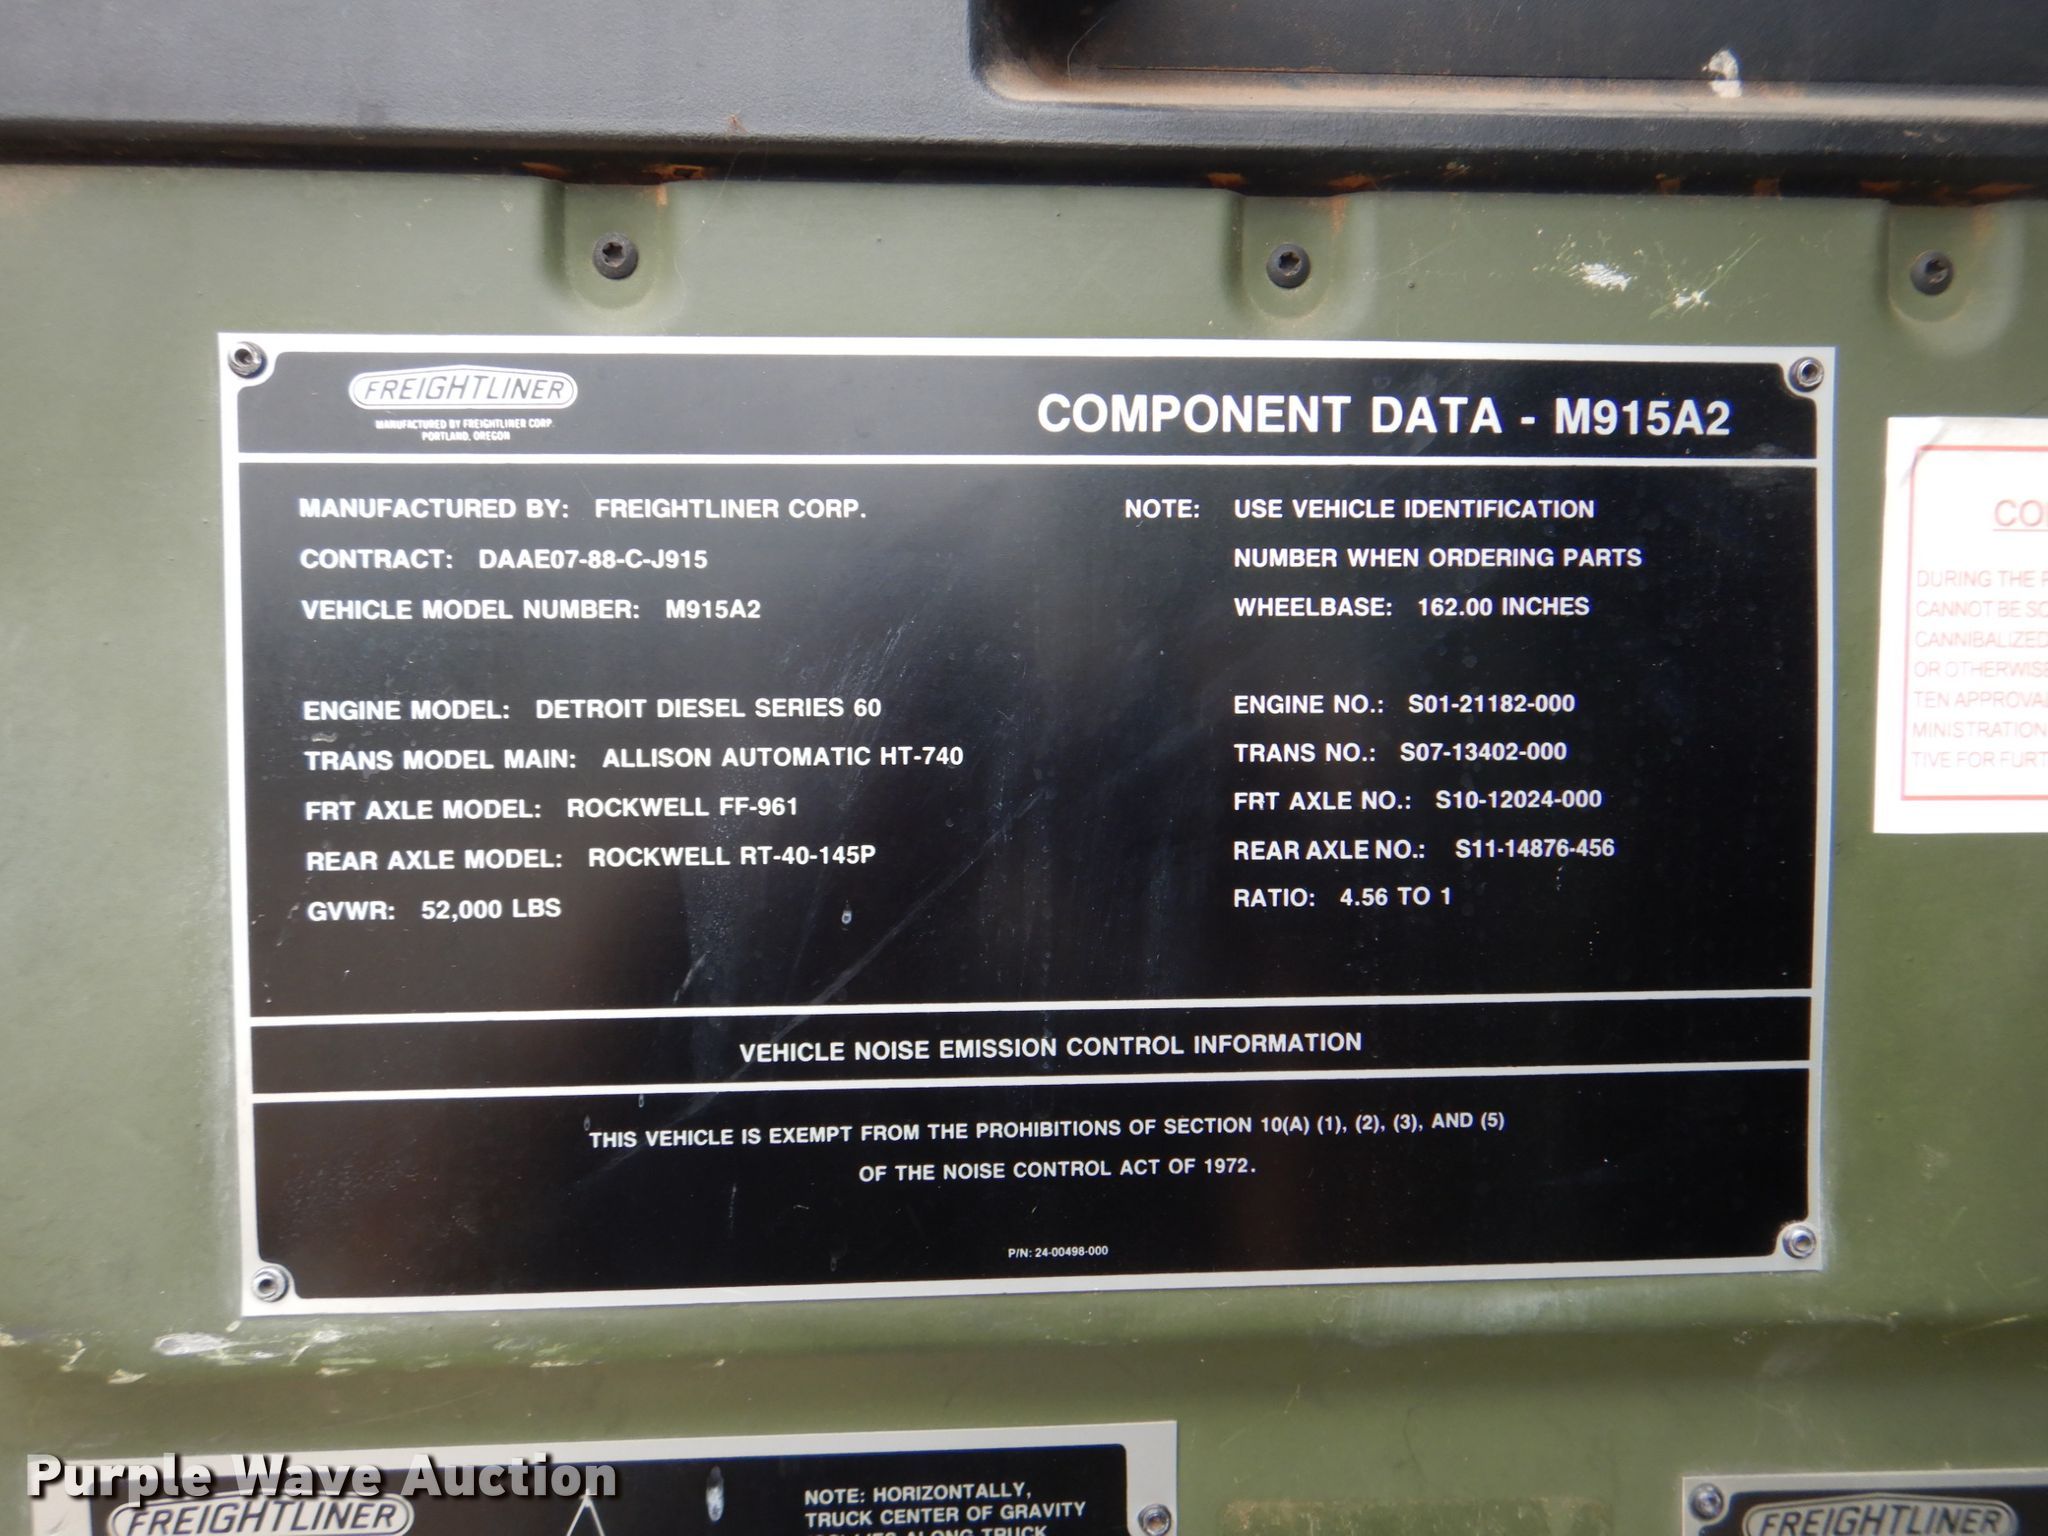 FREIGHTLINER
MANUFACTURED BY FREIGHTLINER CORP.
PORTLAND, OREGON
COMPONENT DATA - M915A2
MANUFACTURED BY: FREIGHTLINER CORP.
CONTRACT: DAAE07-88-C-J915
VEHICLE MODEL NUMBER: M915A2
NOTE: USE VEHICLE IDENTIFICATION
NUMBER WHEN ORDERING PARTS
WHEELBASE: 162.00 INCHES
ENGINE MODEL: DETROIT DIESEL SERIES 60
TRANS MODEL MAIN: ALLISON AUTOMATIC HT-740
FRT AXLE MODEL: ROCKWELL FF-961
REAR AXLE MODEL: ROCKWELL RT-40-145P
GVWR: 52,000 LBS
ENGINE NO.: S01-21182-000
TRANS NO.: S07-13402-000
FRT AXLE NO.: S10-12024-000
REAR AXLE NO.: S11-14876-456
RATIO: 4.56 TO 1
VEHICLE NOISE EMISSION CONTROL INFORMATION
THIS VEHICLE IS EXEMPT FROM THE PROHIBITIONS OF SECTION 10(A) (1), (2), (3), AND (5)
OF THE NOISE CONTROL ACT OF 1972.
P/N: 24-00498-000
CO
DURING THE
CANNOT BE
CANNIBALIZED
OR OTHERWISE
TEN APPROVAL
MINISTRATION
TIVE FOR FURT
Purple Wave Auction
FREIGHTLINER
NOTE: HORIZONTALLY,
TRUCK CENTER OF GRAVITY
LIES ALONG TRUCK
FREIGHTLINER